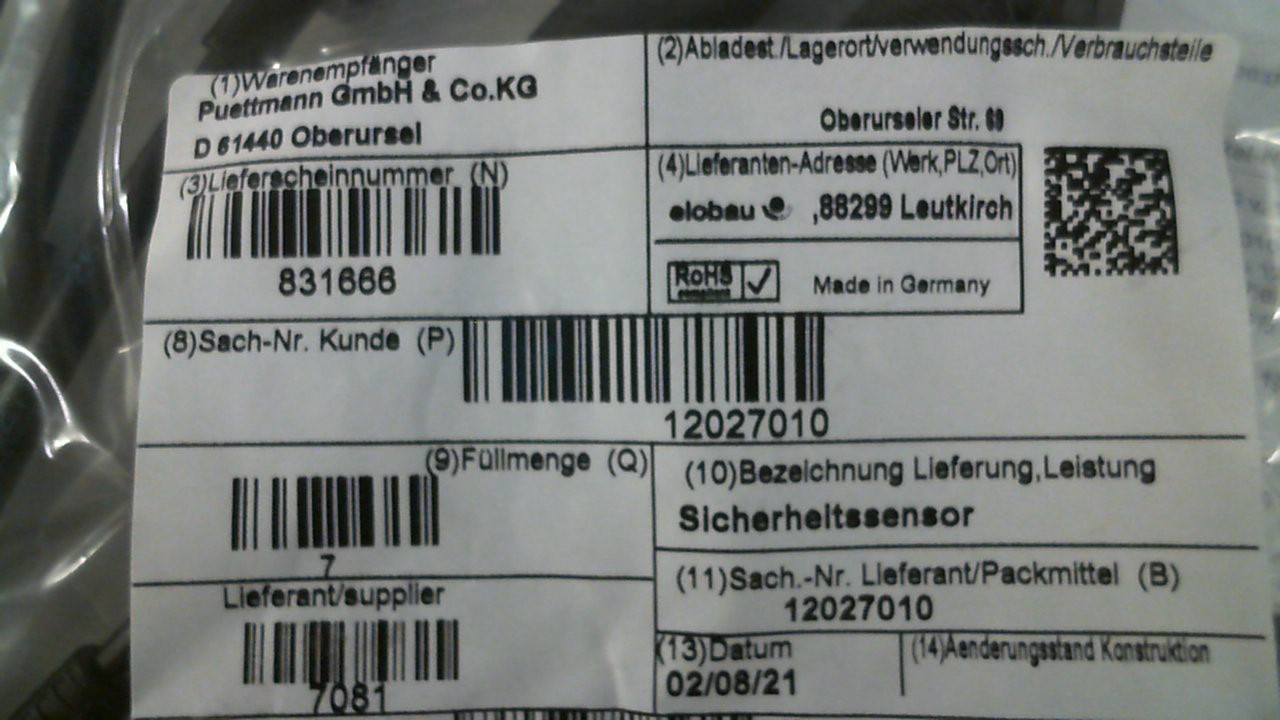 (1)Warenempfänger
Puettmann GmbH & Co.KG
D 61440 Oberursel
(2)Abladest./Lagerort/verwendungssch./Verbrauchsteile
Oberurseler Str. 69
(3)Lieferscheinnummer (N)
831666
(4)Lieferanten-Adresse (Werk,PLZ,Ort)
elobau ,88299 Leutkirch
RoHS
Made in Germany
(8)Sach-Nr. Kunde (P)
12027010
(9)Füllmenge (Q)
7
(10)Bezeichnung Lieferung,Leistung
Sicherheitssensor
(11)Sach.-Nr. Lieferant/Packmittel (B)
12027010
Lieferant/supplier
7081
(13)Datum
02/08/21
(14)Aenderungsstand Konstruktion